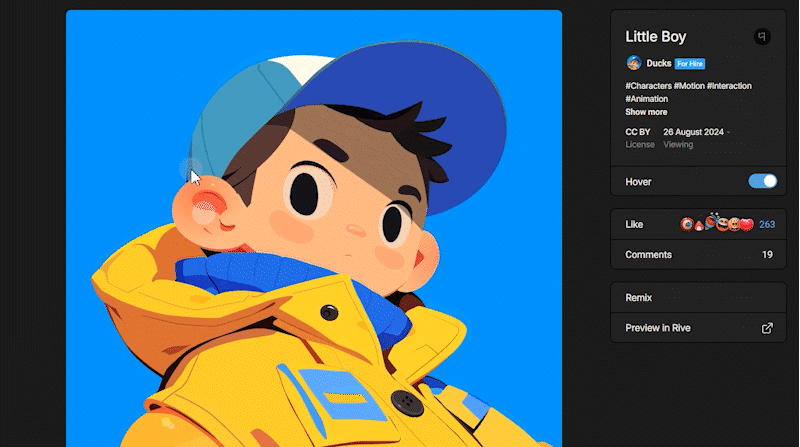 Little Boy
Ducks For Hire
#Characters #Motion #Interaction
#Animation
Show more
CC BY 26 August 2024 -
License Viewing
Hover
Like 263
Comments 19
Remix
Preview in Rive